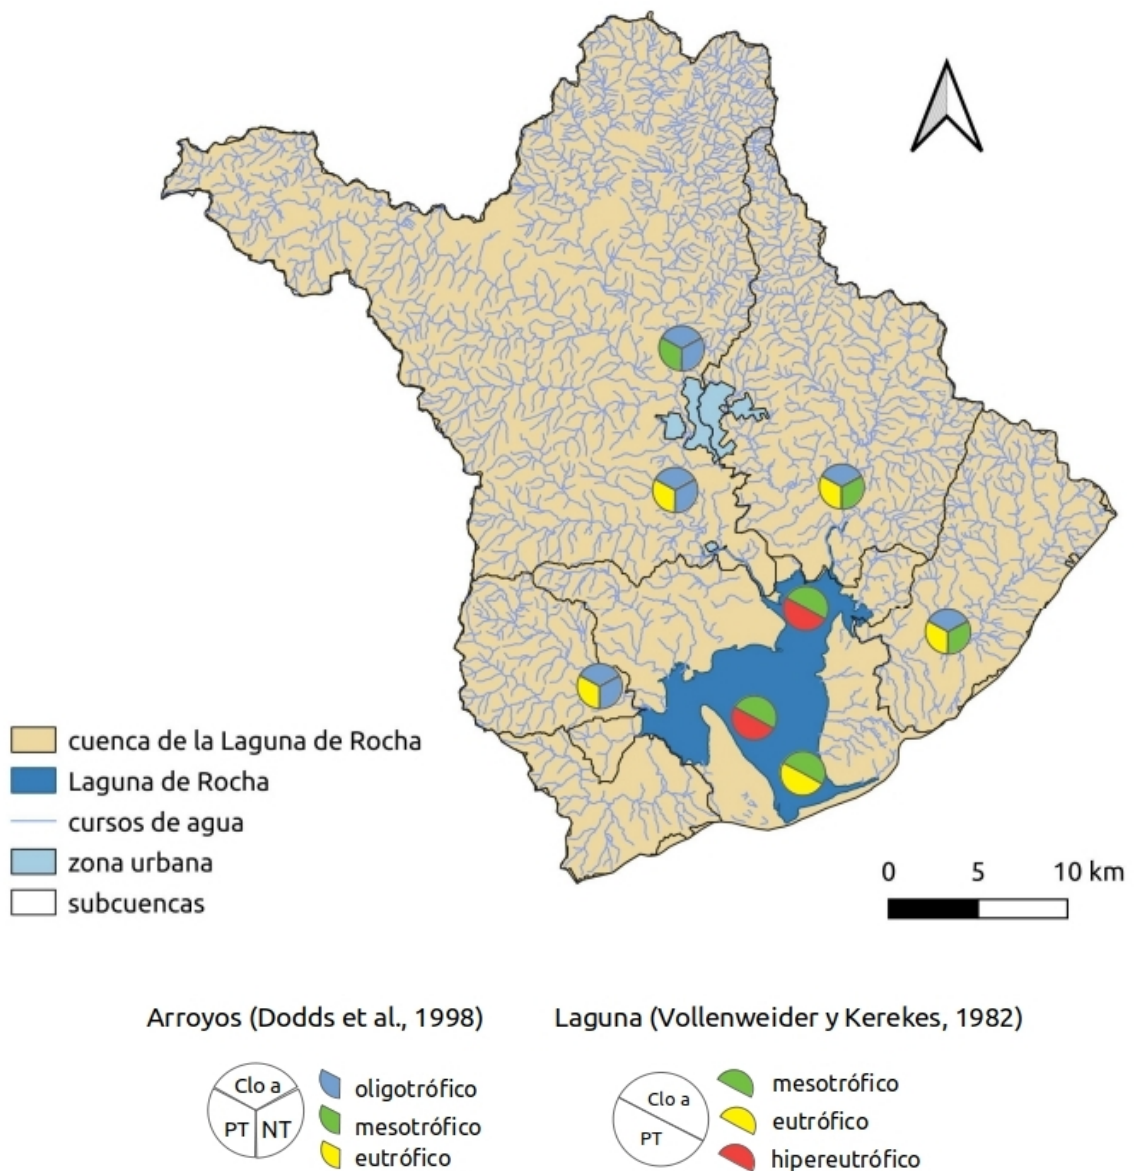 cuenca de la Laguna de Rocha
Laguna de Rocha
cursos de agua
zona urbana
subcuencas
0 5 10 km
Arroyos (Dodds et al., 1998)
Clo a
PT NT
oligotrófico
mesotrófico
eutrófico
Laguna (Vollenweider y Kerekes, 1982)
Clo a
PT
mesotrófico
eutrófico
hipereutrófico